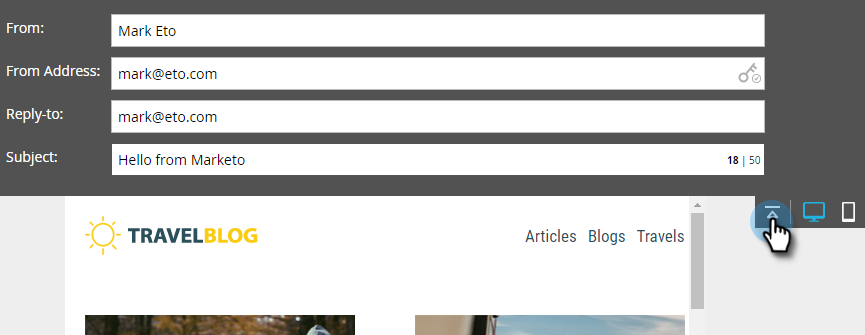 From: Mark Eto
From Address: mark@eto.com
Reply-to: mark@eto.com
Subject: Hello from Marketo 18 | 50
TRAVELBLOG Articles Blogs Travels